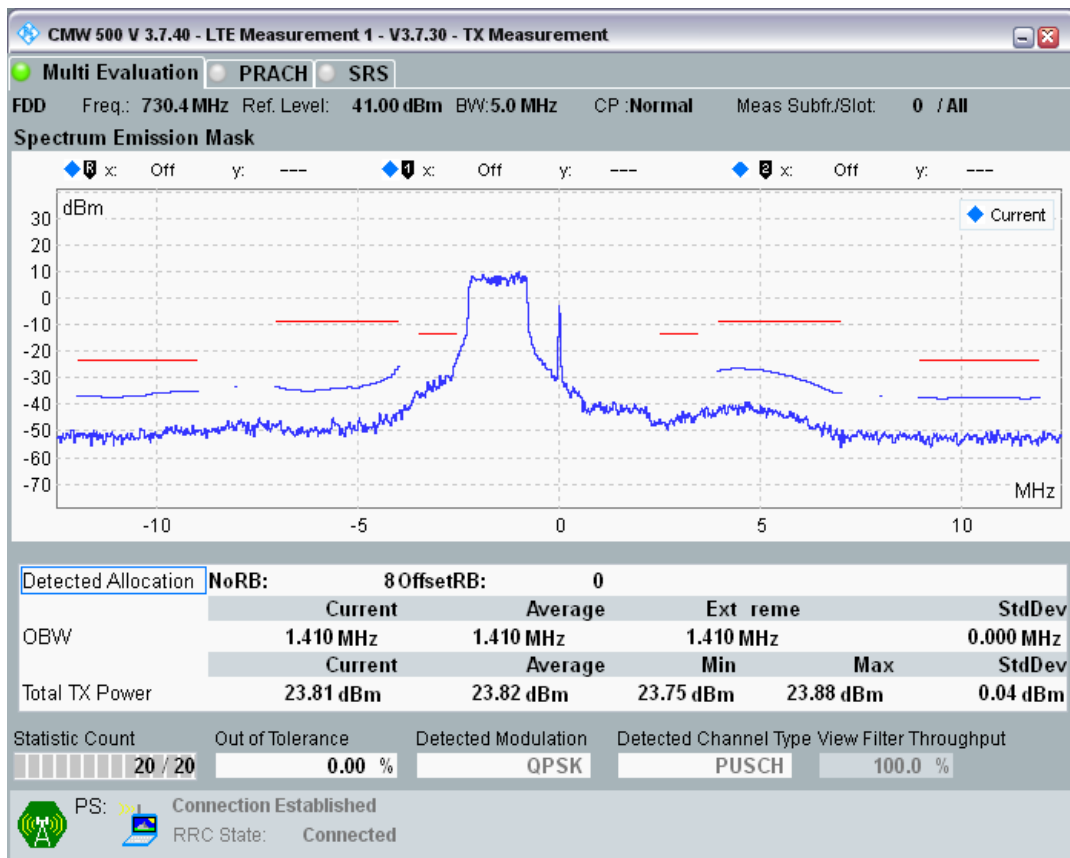 CMW 500 V 3.7.40 - LTE Measurement 1 - V3.7.30 - TX Measurement
Multi Evaluation PRACH SRS
FDD Freq.: 730.4 MHz Ref. Level: 41.00 dBm BW:5.0 MHz CP :Normal Meas Subfr./Slot: 0 / All
Spectrum Emission Mask
R x: Off y: --- 1 x: Off y: --- 2 x: Off y: ---
dBm
Current
30
20
10
0
-10
-20
-30
-40
-50
-60
-70
MHz
-10 -5 0 5 10
Detected Allocation NoRB: 8 OffsetRB: 0
Current Average Ext reme StdDev
OBW 1.410 MHz 1.410 MHz 1.410 MHz 0.000 MHz
Current Average Min Max StdDev
Total TX Power 23.81 dBm 23.82 dBm 23.75 dBm 23.88 dBm 0.04 dBm
Statistic Count Out of Tolerance Detected Modulation Detected Channel Type View Filter Throughput
20 / 20 0.00 % QPSK PUSCH 100.0 %
PS: Connection Established
RRC State: Connected